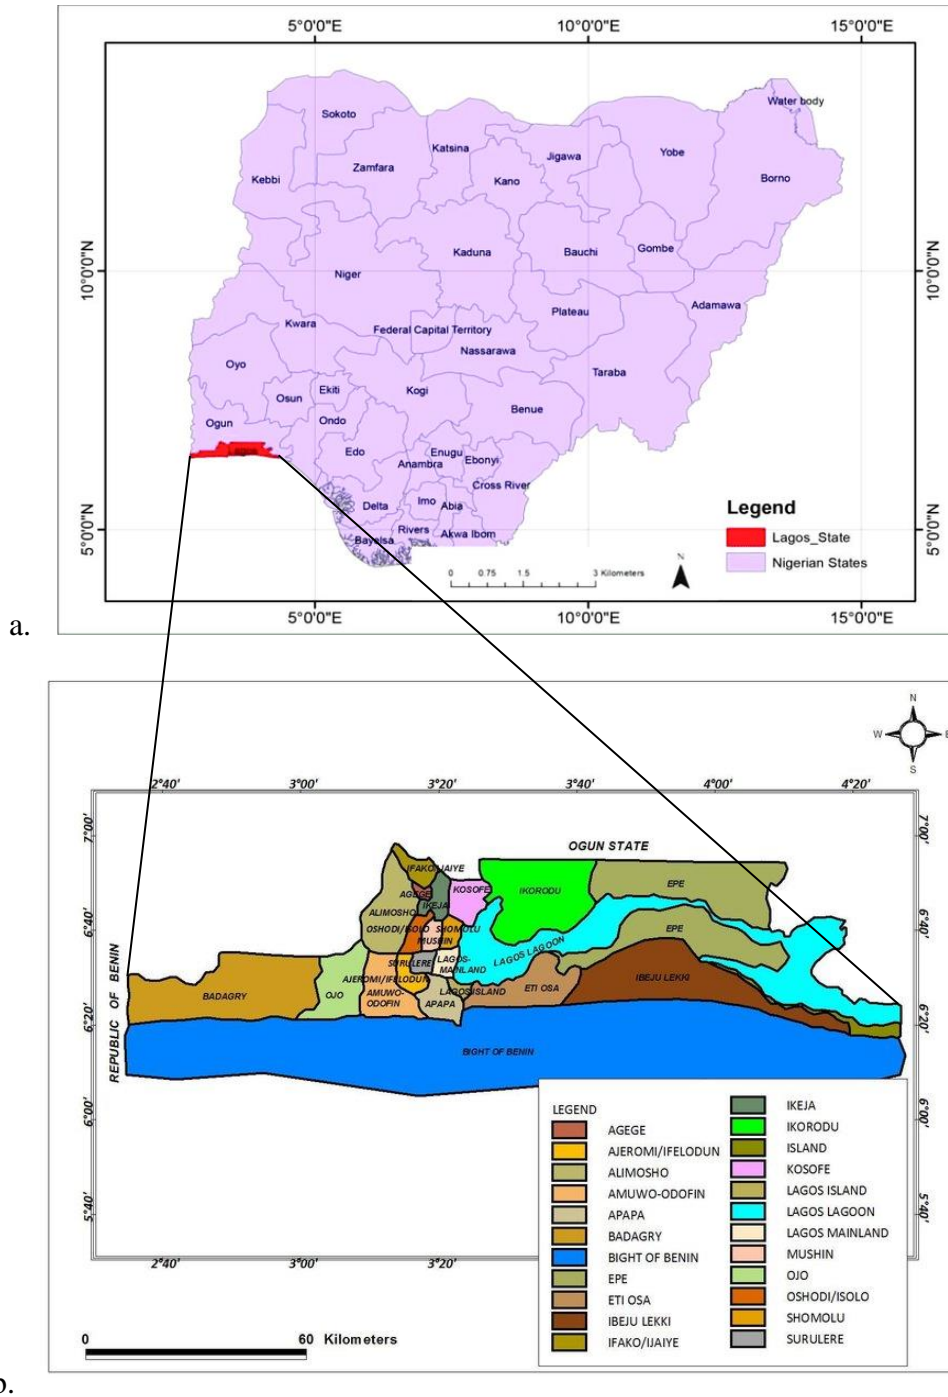 5°0'0"E 10°0'0"E 15°0'0"E
Water body
Sokoto
Katsina
Yobe
Jigawa
Zamfara
Kebbi
Kano
Borno
Kaduna
Bauchi
Gombe
10°0'0"N
10°0'0"N
Niger
Adamawa
Plateau
Kwara
Federal Capital Territory
Nassarawa
Oyo
Taraba
Ekiti
Kogi
Osun
Benue
Ogun
Ondo
Edo
Enugu
Ebonyi
Anambra
Cross River
Imo
Abia
Delta
Rivers
Akwa Ibom
Bayelsa
5°0'0"N
5°0'0"N
Legend
Lagos_State
Nigerian States
N
0 0.75 1.5 3 Kilometers
5°0'0"E 10°0'0"E 15°0'0"E
a.
N
W E
S
2°40' 3°00' 3°20' 3°40' 4°00' 4°20'
7°00'
7°00'
OGUN STATE
IFAKO/IJAIYE
EPE
KOSOFE
IKORODU
AGEGE
IKEJA
ALIMOSHO
6°40'
6°40'
OSHODI/ISOLO
SHOMOLU
EPE
MUSHIN
LAGOS LAGOON
SURULERE
LAGOS-
MAINLAND
REPUBLIC OF BENIN
AJEROMI/IFELODUN
IBEJU LEKKI
ETI OSA
LAGOS ISLAND
BADAGRY
OJO
AMUWO-
ODOFIN
APAPA
6°20'
6°20'
BIGHT OF BENIN
6°00'
6°00'
5°40'
5°40'
2°40' 3°00' 3°20'
LEGEND
AGEGE
AJEROMI/IFELODUN
ALIMOSHO
AMUWO-ODOFIN
APAPA
BADAGRY
BIGHT OF BENIN
EPE
ETI OSA
IBEJU LEKKI
IFAKO/IJAIYE
IKEJA
IKORODU
ISLAND
KOSOFE
LAGOS ISLAND
LAGOS LAGOON
LAGOS MAINLAND
MUSHIN
OJO
OSHODI/ISOLO
SHOMOLU
SURULERE
0 60 Kilometers